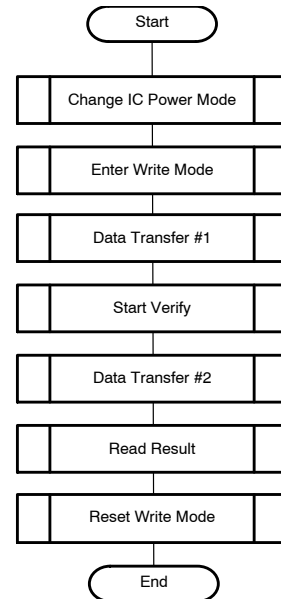 Start
Change IC Power Mode
Enter Write Mode
Data Transfer #1
Start Verify
Data Transfer #2
Read Result
Reset Write Mode
End